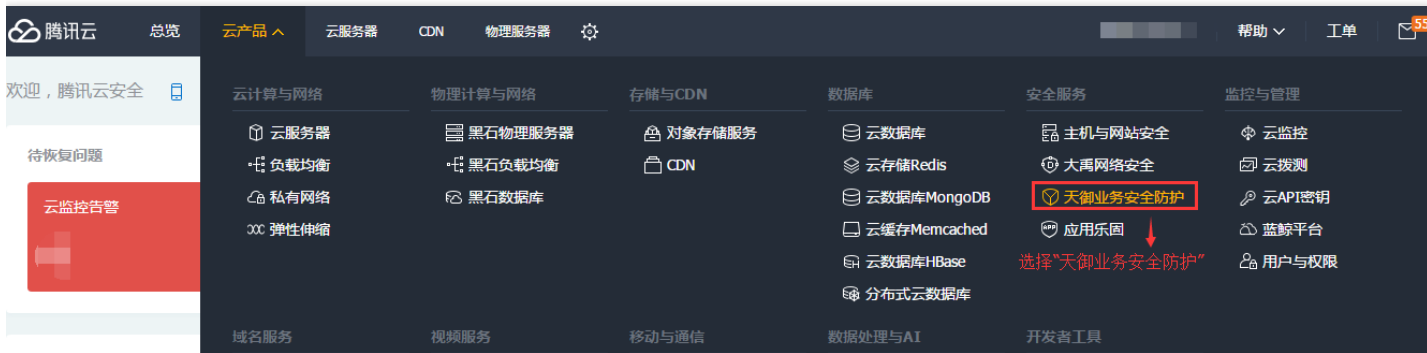 腾讯云 总览 云产品 云服务器 CDN 物理服务器 帮助 工单 55
欢迎，腾讯云安全
待恢复问题
云监控告警
云计算与网络 物理计算与网络 存储与CDN 数据库 安全服务 监控与管理
云服务器 黑石物理服务器 对象存储服务 云数据库 主机与网站安全 云监控
负载均衡 黑石负载均衡 CDN 云存储Redis 大禹网络安全 云拨测
私有网络 黑石数据库 云数据库MongoDB 天御业务安全防护 云API密钥
弹性伸缩 云缓存Memcached 应用乐固 蓝鲸平台
云数据库HBase 选择“天御业务安全防护” 用户与权限
分布式云数据库
域名服务 视频服务 移动与通信 数据处理与AI 开发者工具